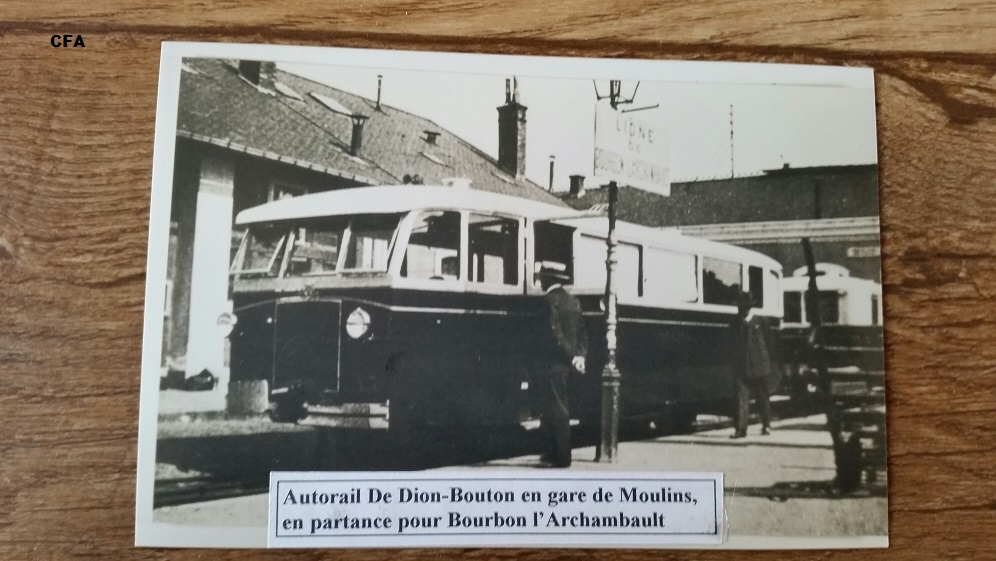 CFA
LIGNE
DE
Autorail De Dion-Bouton en gare de Moulins,
en partance pour Bourbon l'Archambault